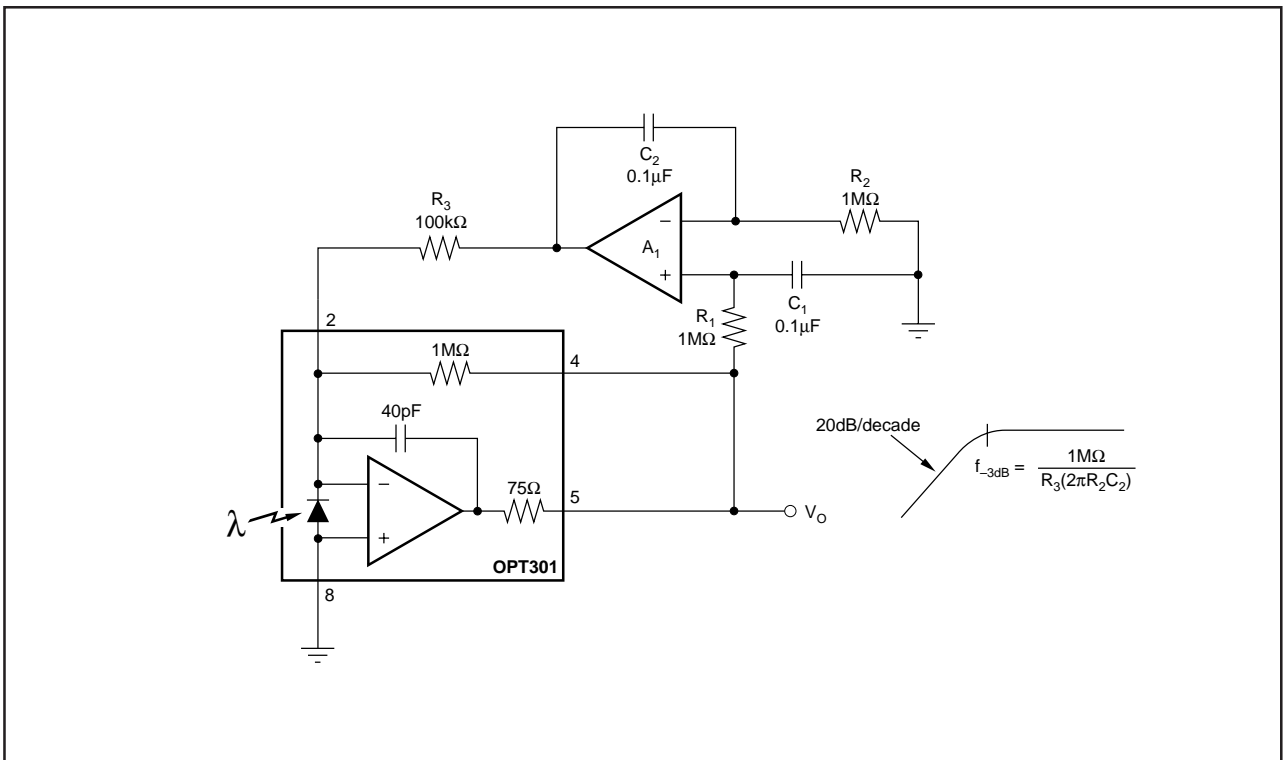 C₂
0.1μF
R₂
1MΩ
R₃
100kΩ
–
A₁
+
C₁
0.1μF
R₁
1MΩ
2
1MΩ
4
40pF
20dB/decade
f₋₃dB = 1MΩ / R₃(2πR₂C₂)
75Ω
5
–
λ
+
V_O
OPT301
8